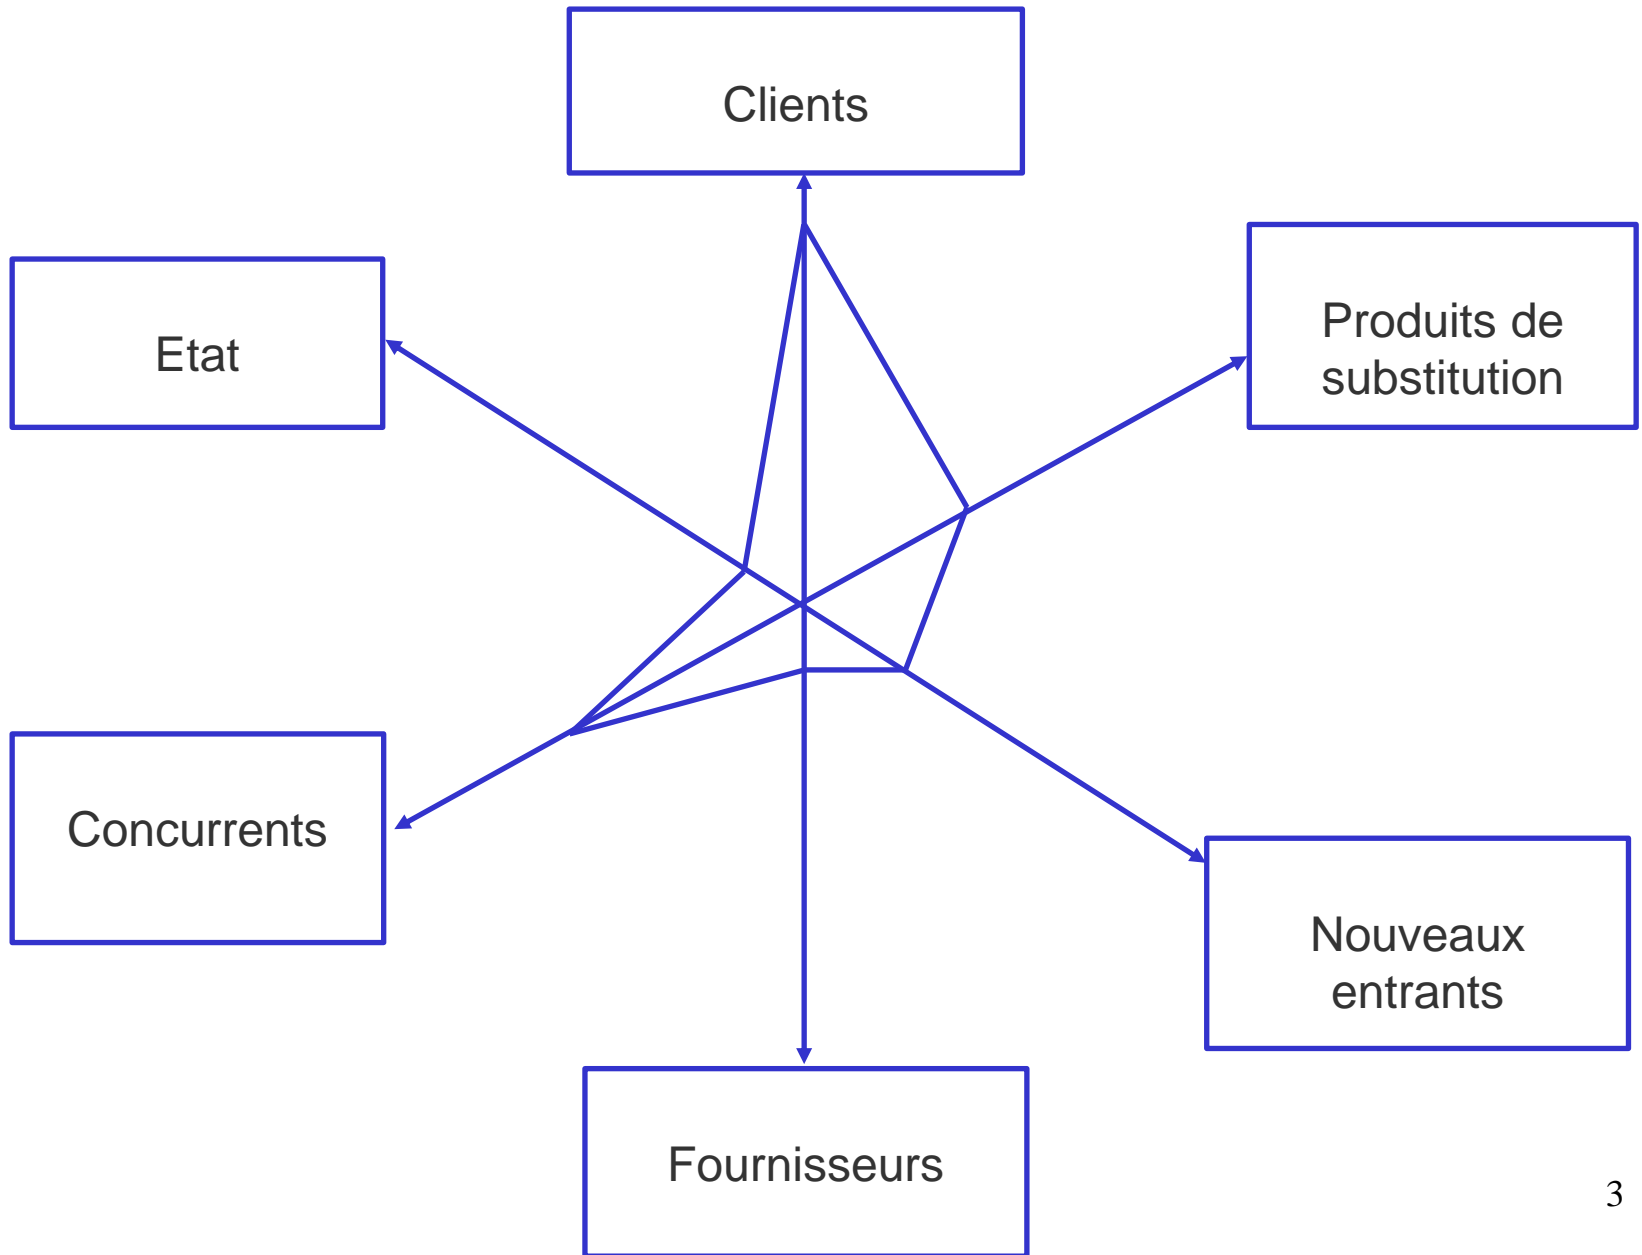 Clients
Etat
Produits de
substitution
Concurrents
Nouveaux
entrants
Fournisseurs
3